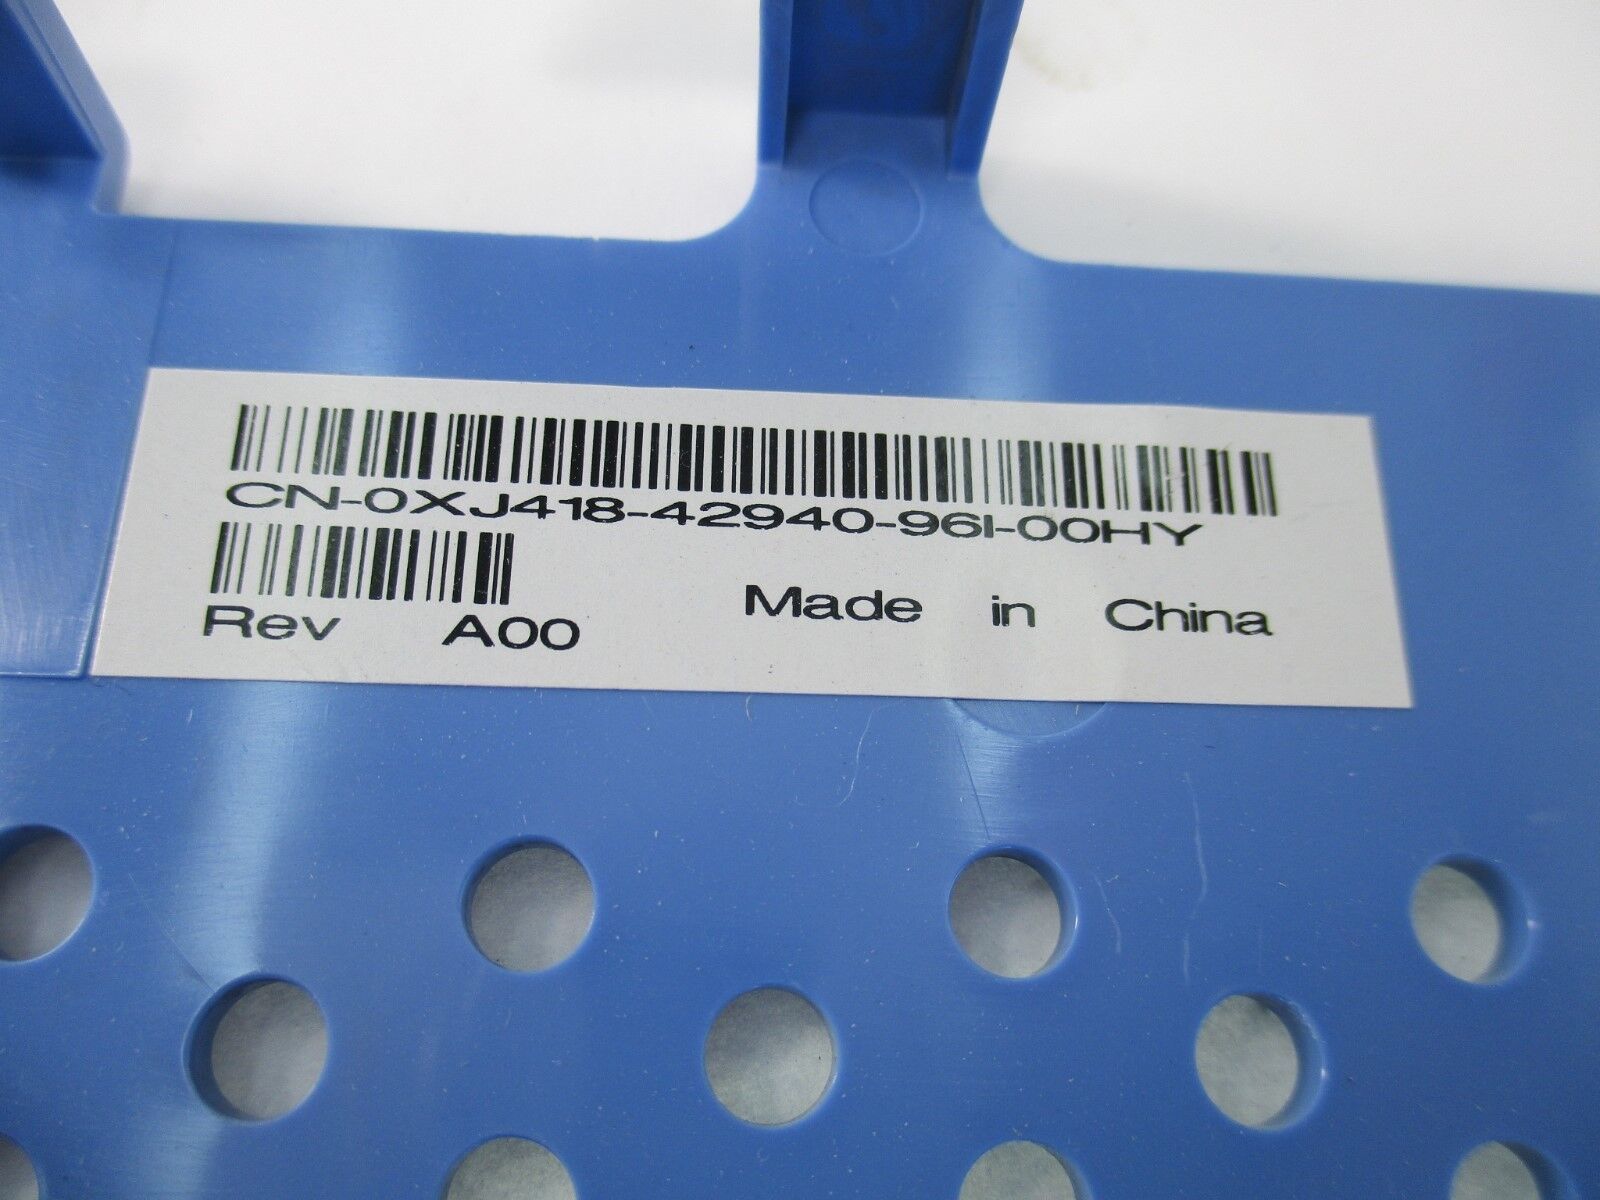 CN-0XJ418-42940-96I-00HY
Rev A00 Made in China